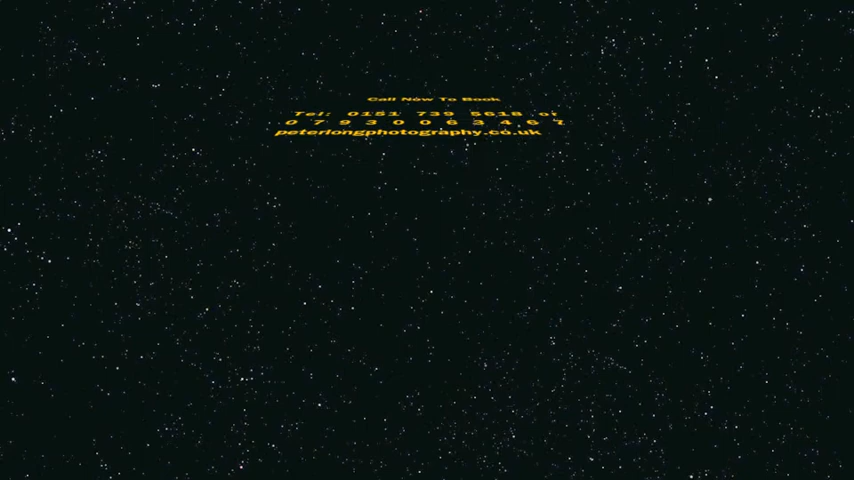 Call Now To Book
Tel: 0151 739 5618 or
0 7 9 3 0 0 6 3 4 6 7
peterlongphotography.co.uk